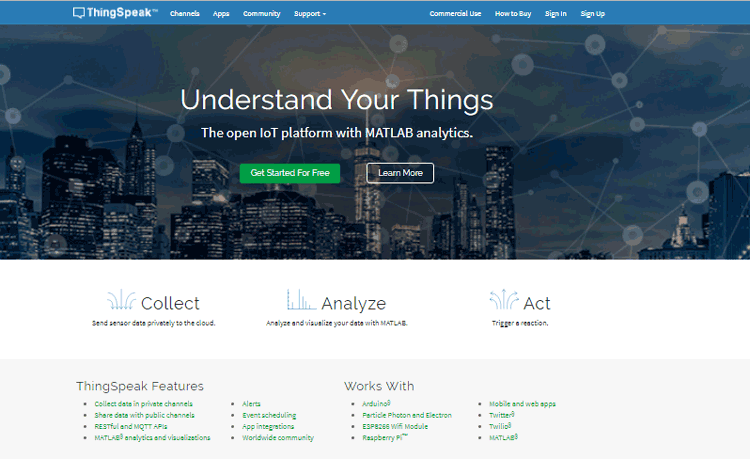 ThingSpeak™ Channels Apps Community Support Commercial Use How to Buy Sign In Sign Up
Understand Your Things
The open IoT platform with MATLAB analytics.
Get Started For Free Learn More
Collect
Send sensor data privately to the cloud.
Analyze
Analyze and visualize your data with MATLAB.
Act
Trigger a reaction.
ThingSpeak Features
Collect data in private channels
Share data with public channels
RESTful and MQTT APIs
MATLAB® analytics and visualizations
Alerts
Event scheduling
App integrations
Worldwide community
Works With
Arduino®
Particle Photon and Electron
ESP8266 Wifi Module
Raspberry Pi™
Mobile and web apps
Twitter®
Twilio®
MATLAB®